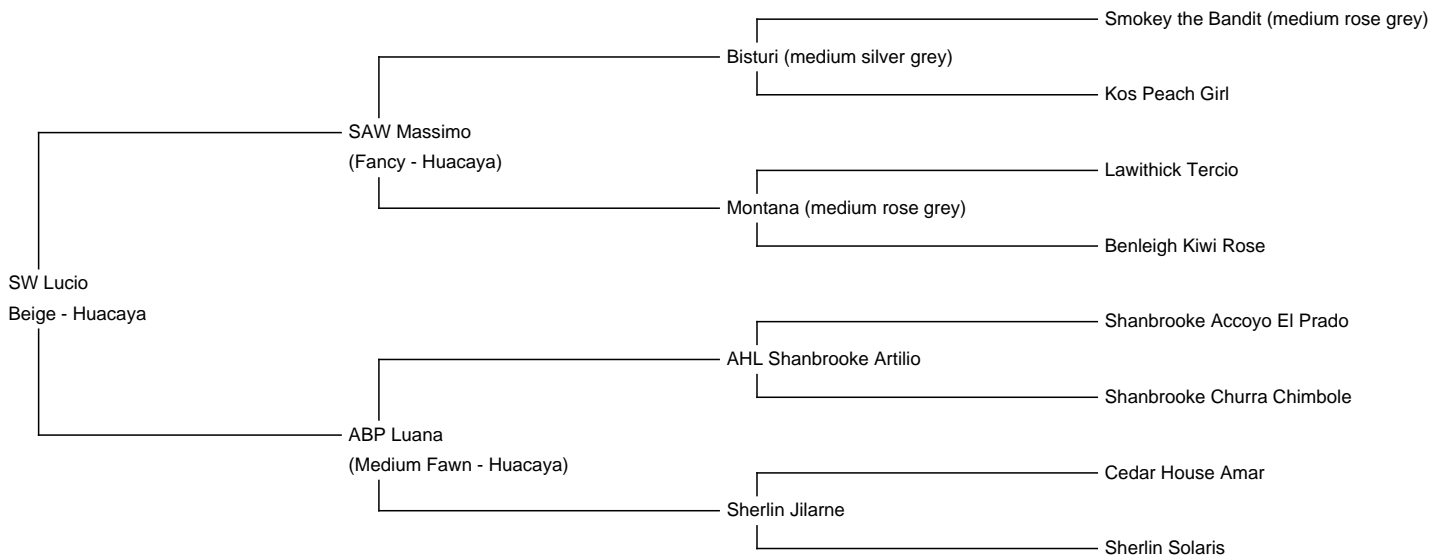 Smokey the Bandit (medium rose grey)
Bisturi (medium silver grey)
Kos Peach Girl
SAW Massimo
(Fancy - Huacaya)
Lawithick Tercio
Montana (medium rose grey)
Benleigh Kiwi Rose
SW Lucio
Beige - Huacaya
Shanbrooke Accoyo El Prado
AHL Shanbrooke Artilio
Shanbrooke Churra Chimbole
ABP Luana
(Medium Fawn - Huacaya)
Cedar House Amar
Sherlin Jilarne
Sherlin Solaris